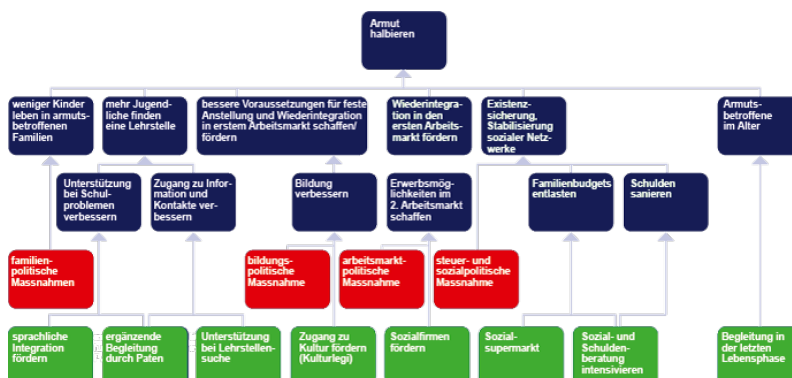 Armut
halbieren
weniger Kinder
leben in armuts-
betroffenen
Familien
mehr Jugend-
liche finden
eine Lehrstelle
bessere Voraussetzungen für feste
Anstellung und Wiederintegration
in erstem Arbeitsmarkt schaffen/
fördern
Wiederintegra-
tion in den
ersten Arbeits-
markt fördern
Existenz-
sicherung,
Stabilisierung
sozialer Netz-
werke
Armuts-
betroffene
im Alter
Unterstützung
bei Schul-
problemen
verbessern
Zugang zu Infor-
mation und
Kontakte ver-
bessern
Bildung
verbessern
Erwerbsmög-
lichkeiten im
2. Arbeitsmarkt
schaffen
Familienbudgets
entlasten
Schulden
sanieren
familien-
politische
Massnahmen
bildungs-
politische
Massnahme
arbeitsmarkt-
politische
Massnahme
steuer- und
sozialpolitische
Massnahme
sprachliche
Integration
fördern
ergänzende
Begleitung
durch Paten
Unterstützung
bei Lehrstellen-
suche
Zugang zu
Kultur fördern
(Kulturlegi)
Sozialfirmen
fördern
Sozial-
supermarkt
Sozial- und
Schulden-
beratung
intensivieren
Begleitung in
der letzten
Lebensphase